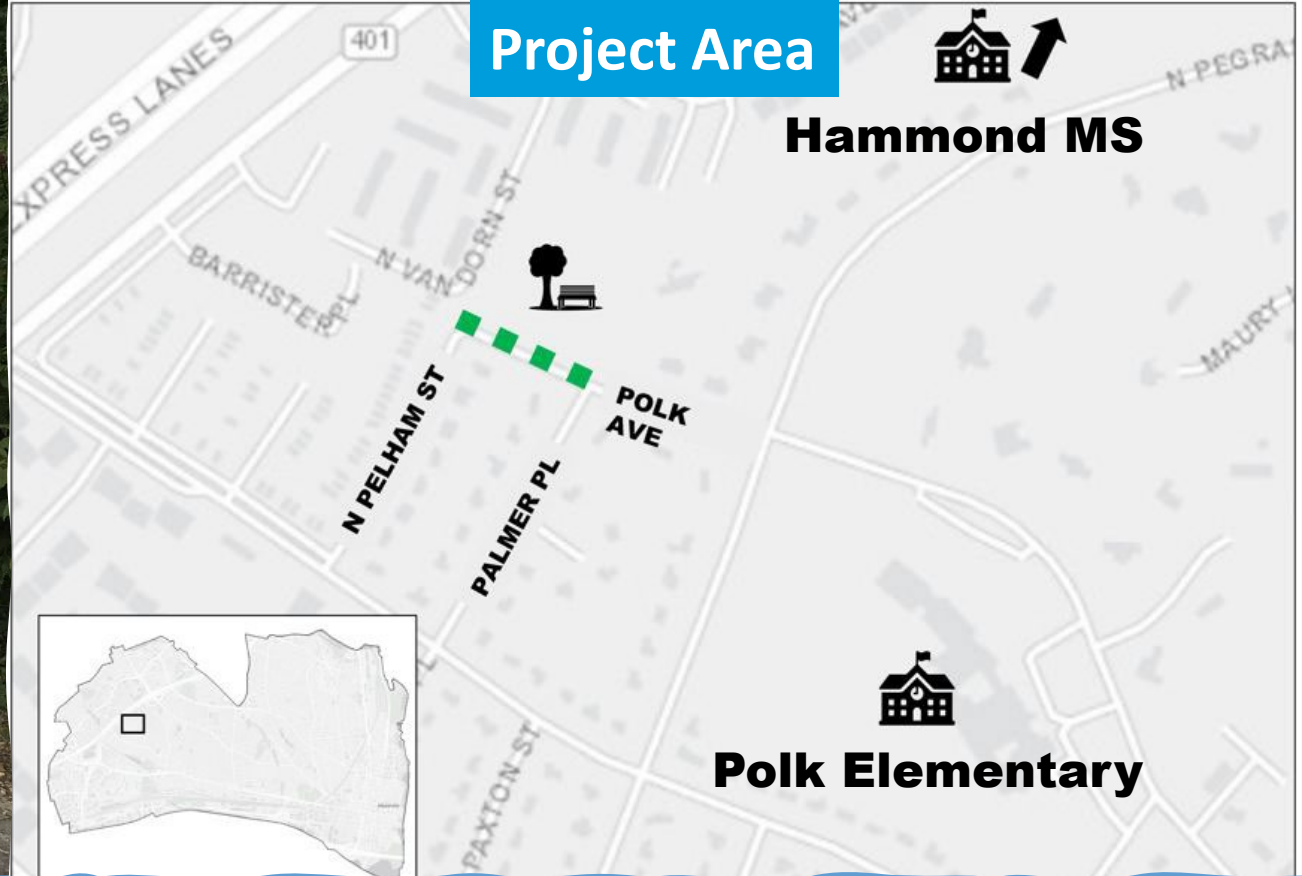 Project Area
401
EXPRESS LANES
N PEGRA
Hammond MS
N VAN DORN ST
BARRISTER PL
MAURY
N PELHAM ST
POLK
AVE
PALMER PL
Polk Elementary
PAXTON ST